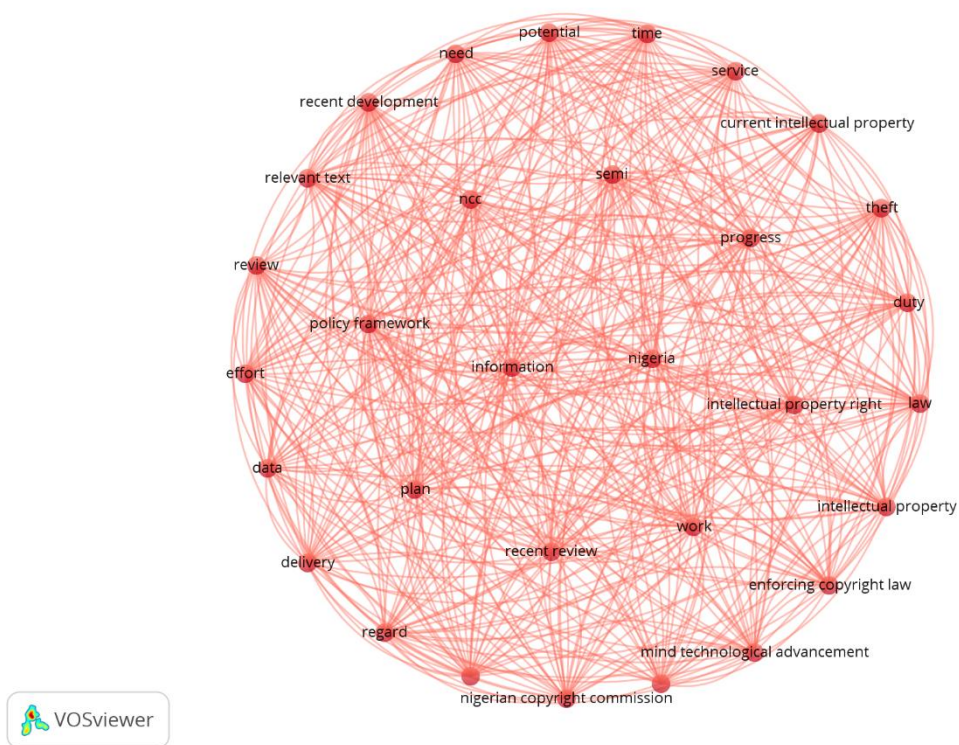 potential
time
need
service
recent development
current intellectual property
relevant text
semi
ncc
theft
progress
review
duty
policy framework
nigeria
information
effort
intellectual property right
law
data
plan
intellectual property
work
recent review
delivery
enforcing copyright law
regard
mind technological advancement
nigerian copyright commission
VOSviewer